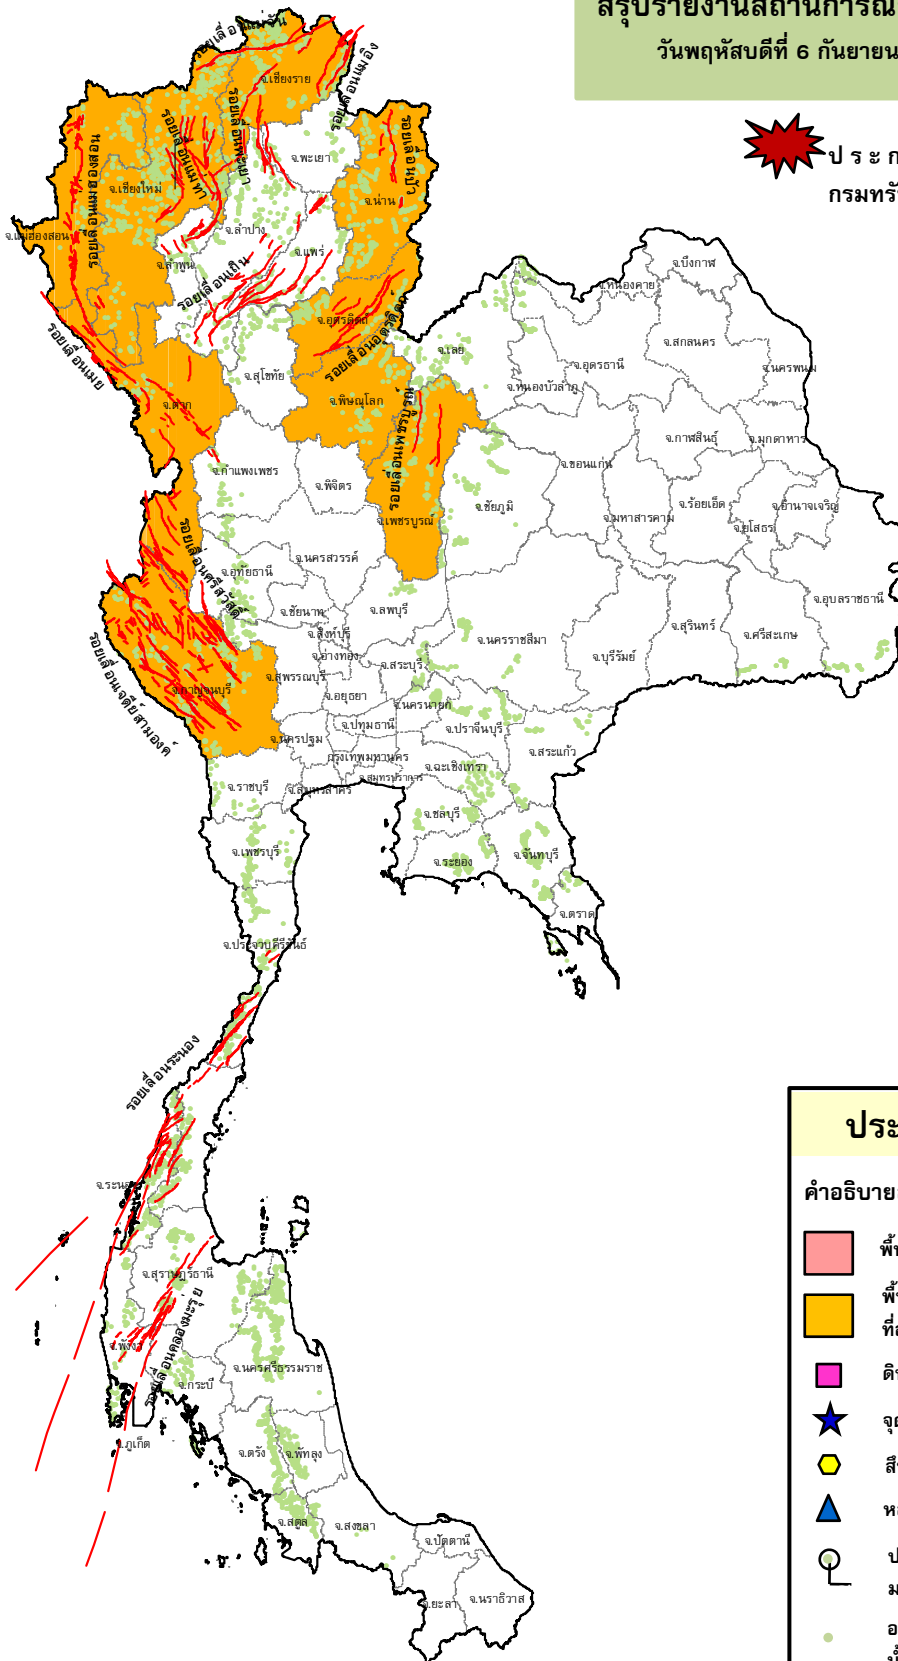 สรุปรายงานสถานการณ์
วันพฤหัสบดีที่ 6 กันยายน
ประก
กรมทรั
รอยเลื่อนแม่จัน
รอยเลื่อนแม่อิง
จ.เชียงราย
รอยเลื่อนแม่ฮ่องสอน
รอยเลื่อนแม่ทา
รอยเลื่อนพะเยา
รอยเลื่อนปัว
จ.พะเยา
จ.เชียงใหม่
จ.น่าน
จ.แม่ฮ่องสอน
จ.ลำปาง
จ.แพร่
จ.ลำพูน
รอยเลื่อนเถิน
จ.บึงกาฬ
จ.หนองคาย
รอยเลื่อนเมย
จ.อุตรดิตถ์
รอยเลื่อนอุตรดิตถ์
จ.เลย
จ.สกลนคร
จ.นครพนม
จ.อุดรธานี
จ.สุโขทัย
จ.หนองบัวลำภู
จ.ตาก
จ.พิษณุโลก
รอยเลื่อนเพชรบูรณ์
จ.กาฬสินธุ์
จ.มุกดาหาร
จ.กำแพงเพชร
จ.ขอนแก่น
จ.พิจิตร
จ.ชัยภูมิ
จ.ร้อยเอ็ด
จ.อำนาจเจริญ
จ.เพชรบูรณ์
จ.มหาสารคาม
จ.ยโสธร
รอยเลื่อนศรีสวัสดิ์
จ.นครสวรรค์
จ.อุทัยธานี
จ.อุบลราชธานี
จ.ชัยนาท
จ.ลพบุรี
จ.สุรินทร์
จ.ศรีสะเกษ
จ.สิงห์บุรี
จ.นครราชสีมา
จ.อ่างทอง
จ.บุรีรัมย์
รอยเลื่อนเจดีย์สามองค์
จ.สุพรรณบุรี
จ.สระบุรี
จ.กาญจนบุรี
จ.อยุธยา
จ.นครนายก
จ.ปทุมธานี
จ.ปราจีนบุรี
จ.นครปฐม
จ.สระแก้ว
กรุงเทพมหานคร
จ.ฉะเชิงเทรา
จ.สมุทรปราการ
จ.ราชบุรี
จ.สมุทรสาคร
จ.ชลบุรี
จ.เพชรบุรี
จ.ระยอง
จ.จันทบุรี
จ.ตราด
จ.ประจวบคีรีขันธ์
รอยเลื่อนระนอง
จ.ระนอง
จ.สุราษฎร์ธานี
รอยเลื่อนคลองมะรุ่ย
จ.พังงา
จ.นครศรีธรรมราช
จ.กระบี่
จ.ภูเก็ต
จ.ตรัง
จ.พัทลุง
จ.สตูล
จ.สงขลา
จ.ปัตตานี
จ.ยะลา
จ.นราธิวาส
ประ
คำอธิบาย
พื้
พื้
ที่
ดิ
จุ
สึ
ห
ป
ม
อ